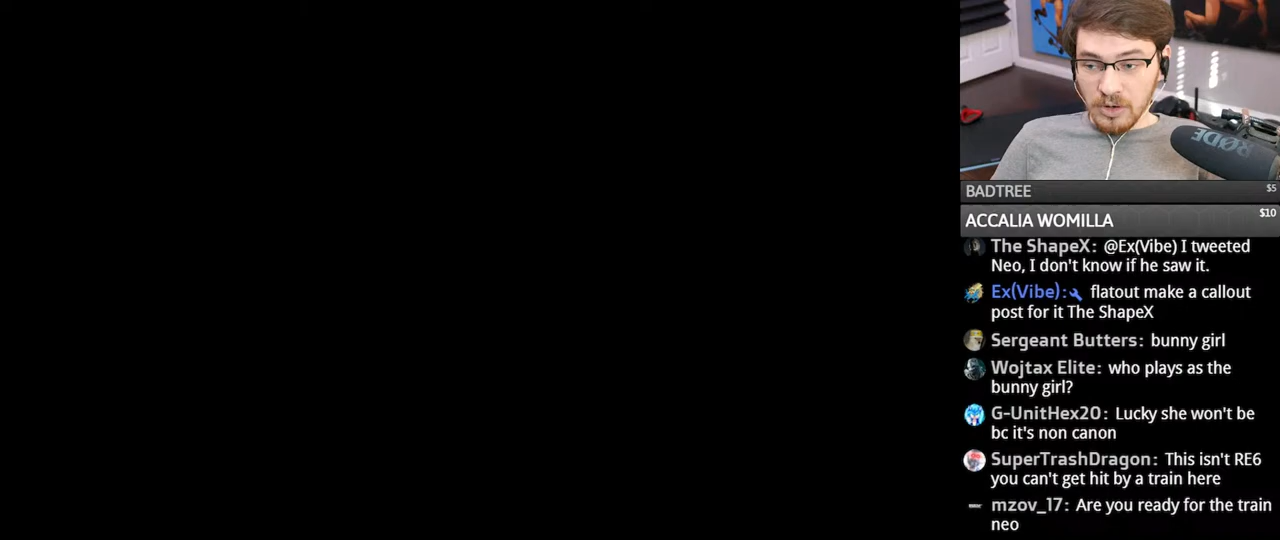 RØDE
BADTREE $5
ACCALIA WOMILLA $10
The ShapeX: @Ex(Vibe) I tweeted
Neo, I don't know if he saw it.
Ex(Vibe): flatout make a callout
post for it The ShapeX
Sergeant Butters: bunny girl
Wojtax Elite: who plays as the
bunny girl?
G-UnitHex20: Lucky she won't be
bc it's non canon
SuperTrashDragon: This isn't RE6
you can't get hit by a train here
mzov_17: Are you ready for the train
neo